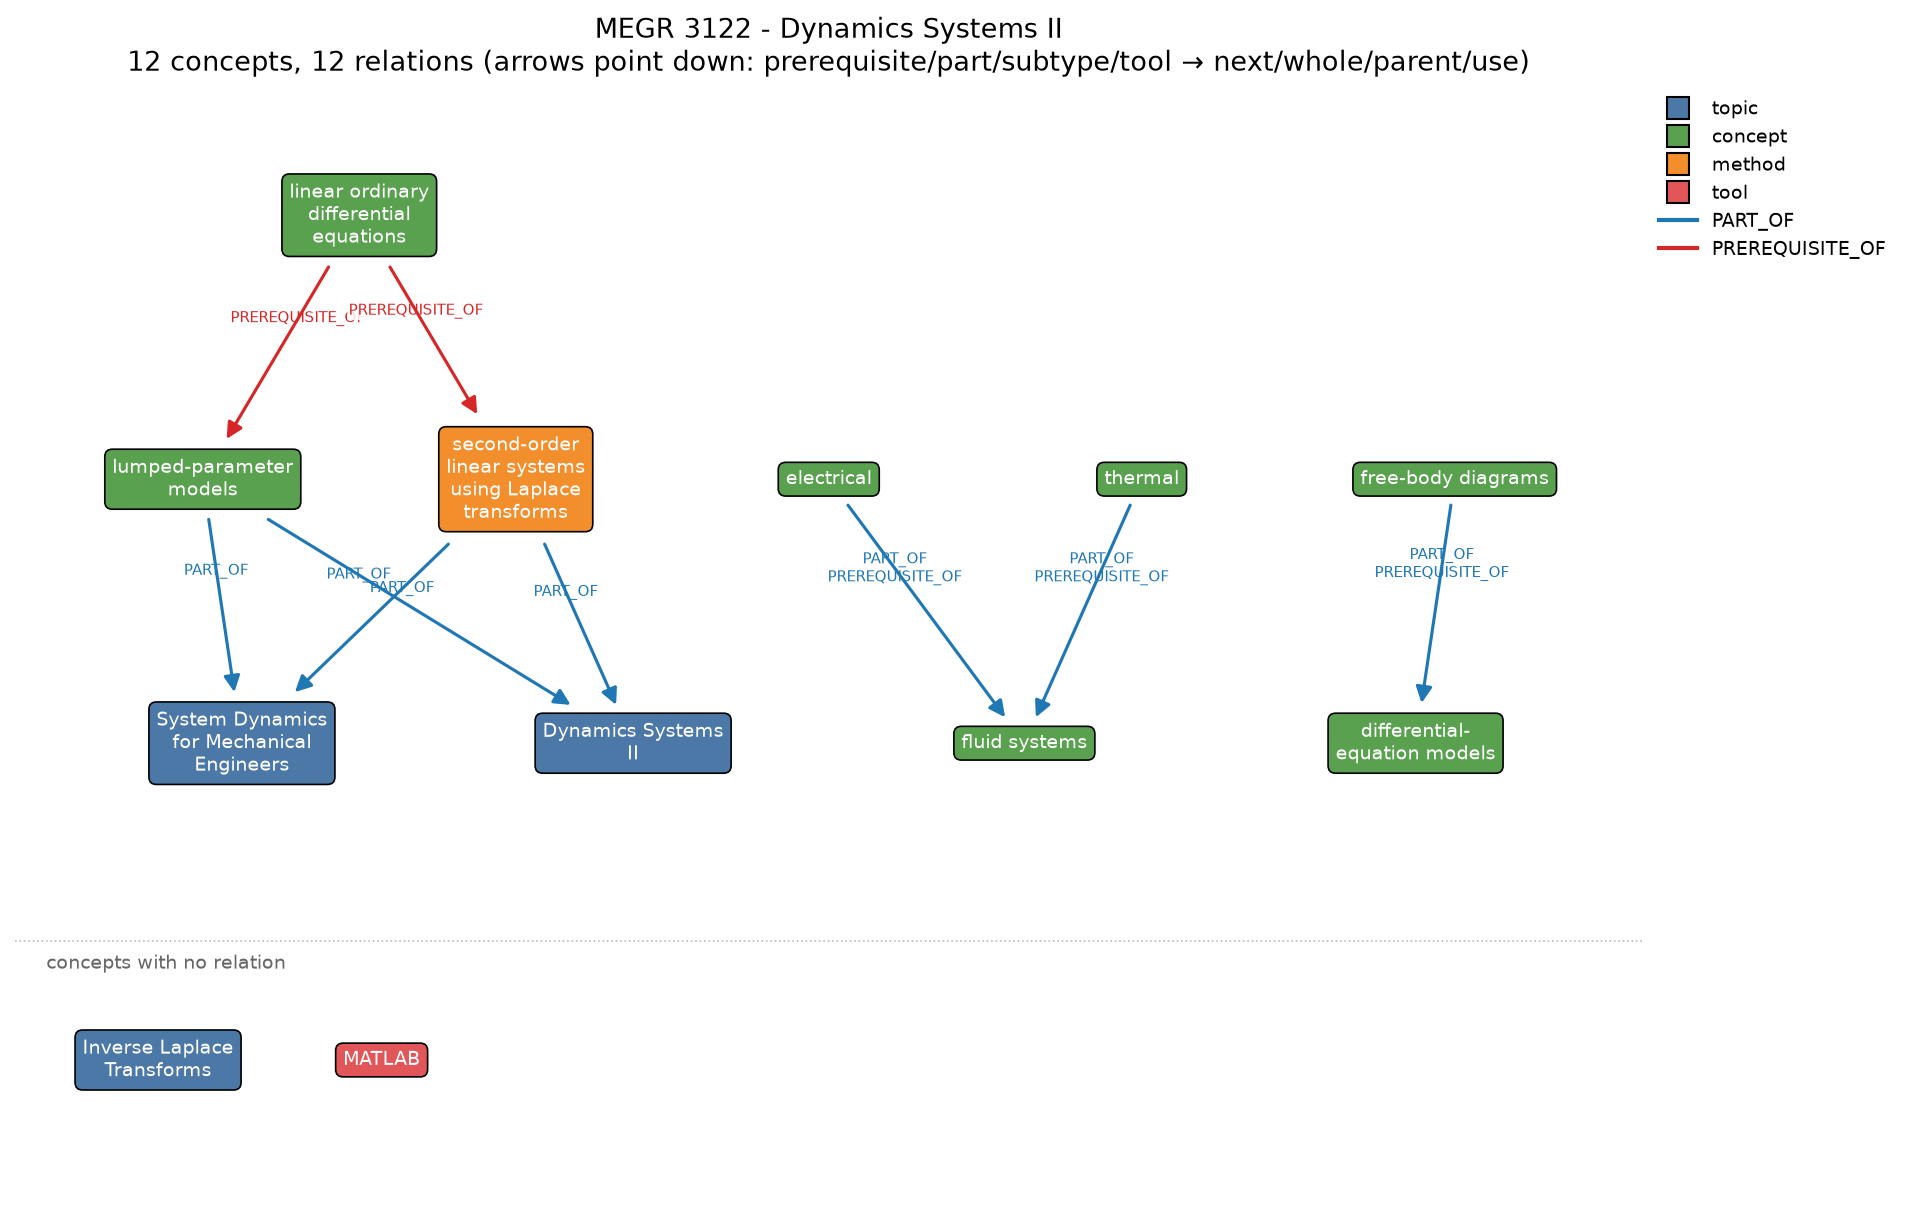 MEGR 3122 - Dynamics Systems II
12 concepts, 12 relations (arrows point down: prerequisite/part/subtype/tool → next/whole/parent/use)
topic
concept
method
tool
PART_OF
PREREQUISITE_OF
linear ordinary
differential
equations
PREREQUISITE_OF
PREREQUISITE_OF
lumped-parameter
models
second-order
linear systems
using Laplace
transforms
electrical
thermal
free-body diagrams
PART_OF
PART_OF
PART_OF
PART_OF
PART_OF
PREREQUISITE_OF
PART_OF
PREREQUISITE_OF
PART_OF
PREREQUISITE_OF
System Dynamics
for Mechanical
Engineers
Dynamics Systems
II
fluid systems
differential-
equation models
concepts with no relation
Inverse Laplace
Transforms
MATLAB